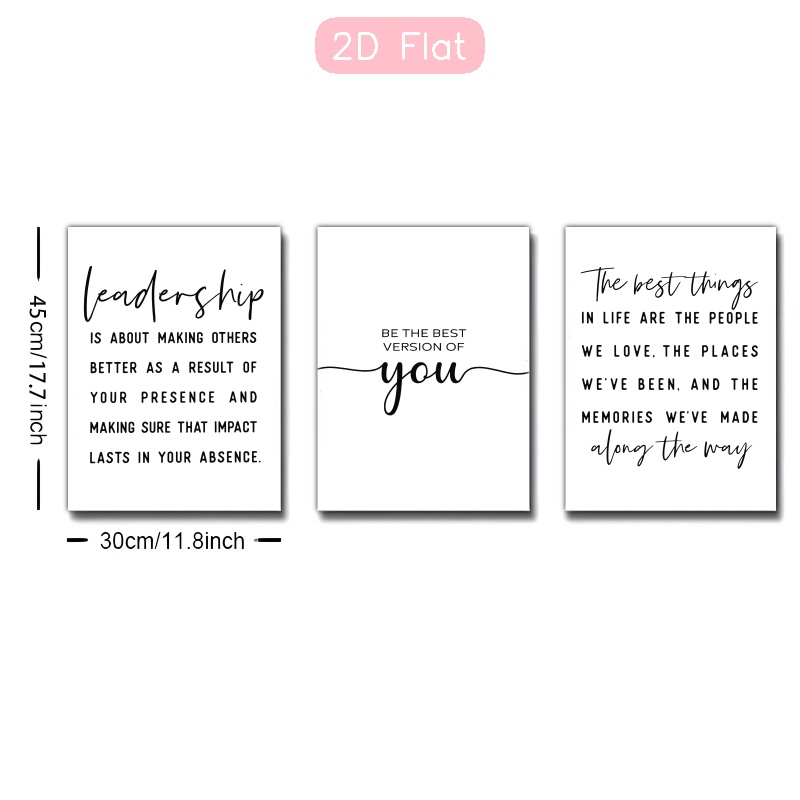 2D Flat
45cm/17.7inch
leadership
IS ABOUT MAKING OTHERS
BETTER AS A RESULT OF
YOUR PRESENCE AND
MAKING SURE THAT IMPACT
LASTS IN YOUR ABSENCE.
30cm/11.8inch
BE THE BEST
VERSION OF
you
The best things
IN LIFE ARE THE PEOPLE
WE LOVE, THE PLACES
WE'VE BEEN, AND THE
MEMORIES WE'VE MADE
along the way